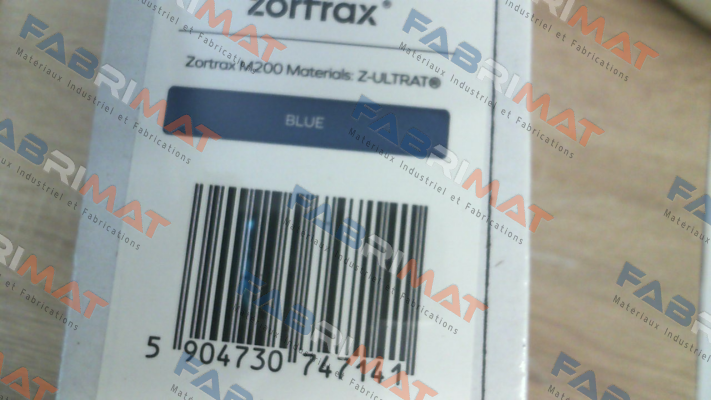 zortrax®
Zortrax M200 Materials: Z-ULTRAT®
BLUE
5 904730 747141
FABRIMAT
Materiaux Industriel et Fabrications